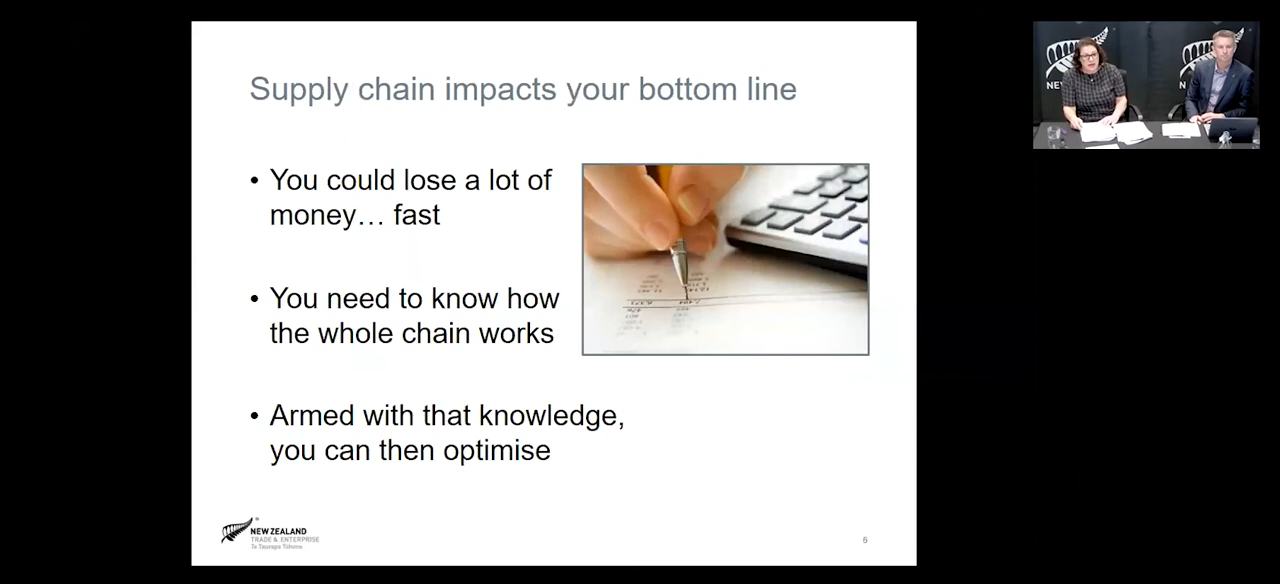 Supply chain impacts your bottom line
• You could lose a lot of
money… fast
• You need to know how
the whole chain works
• Armed with that knowledge,
you can then optimise
NEW ZEALAND
TRADE & ENTERPRISE
Te Taurapa Tūhono
6